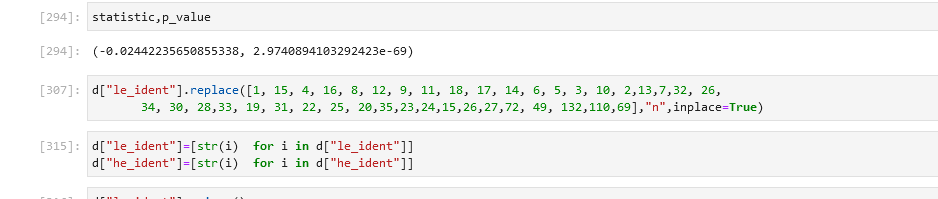 [294]: statistic,p_value
[294]: (-0.02442235650855338, 2.9740894103292423e-69)
[307]: d["le_ident"].replace([1, 15, 4, 16, 8, 12, 9, 11, 18, 17, 14, 6, 5, 3, 10, 2,13,7,32, 26,
34, 30, 28,33, 19, 31, 22, 25, 20,35,23,24,15,26,27,72, 49, 132,110,69],"n",inplace=True)
[315]: d["le_ident"]=[str(i)  for i in d["le_ident"]]
d["he_ident"]=[str(i)  for i in d["he_ident"]]